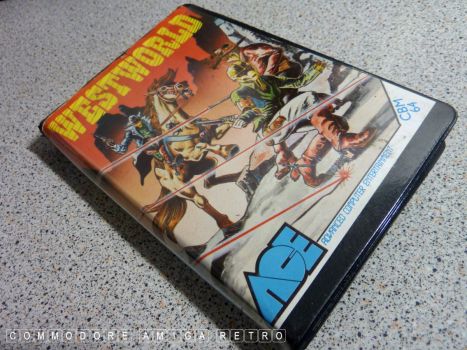 WESTWORLD
ACE
ADVANCED COMPUTER ENTERTAINMENT
CBM
64
COMMODORE AMIGA RETRO